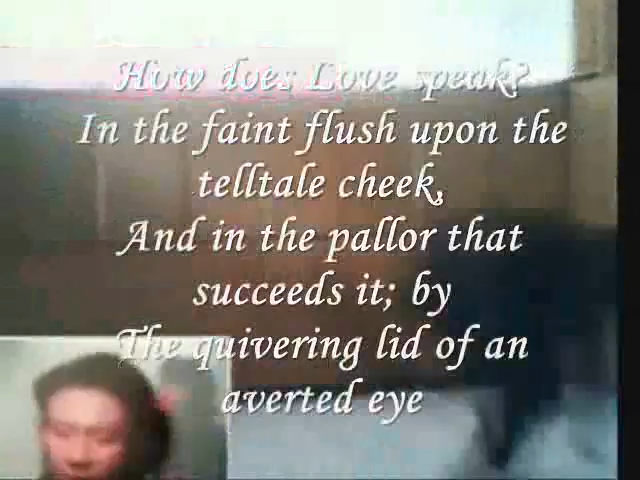 How does Love speak?
In the faint flush upon the
telltale cheek,
And in the pallor that
succeeds it; by
The quivering lid of an
averted eye